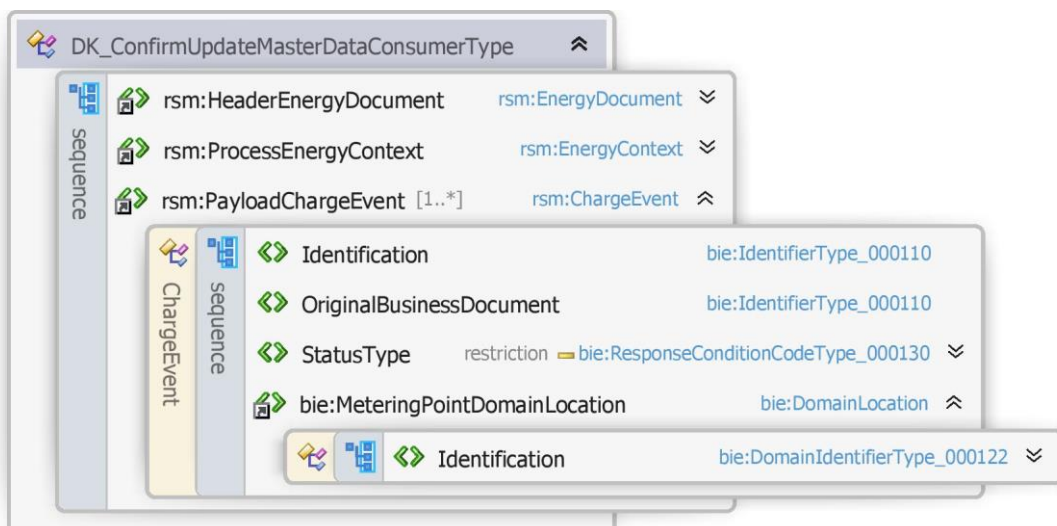 DK_ConfirmUpdateMasterDataConsumerType
sequence
rsm:HeaderEnergyDocument rsm:EnergyDocument
rsm:ProcessEnergyContext rsm:EnergyContext
rsm:PayloadChargeEvent [1..*] rsm:ChargeEvent
ChargeEvent
sequence
Identification bie:IdentifierType_000110
OriginalBusinessDocument bie:IdentifierType_000110
StatusType restriction bie:ResponseConditionCodeType_000130
bie:MeteringPointDomainLocation bie:DomainLocation
Identification bie:DomainIdentifierType_000122